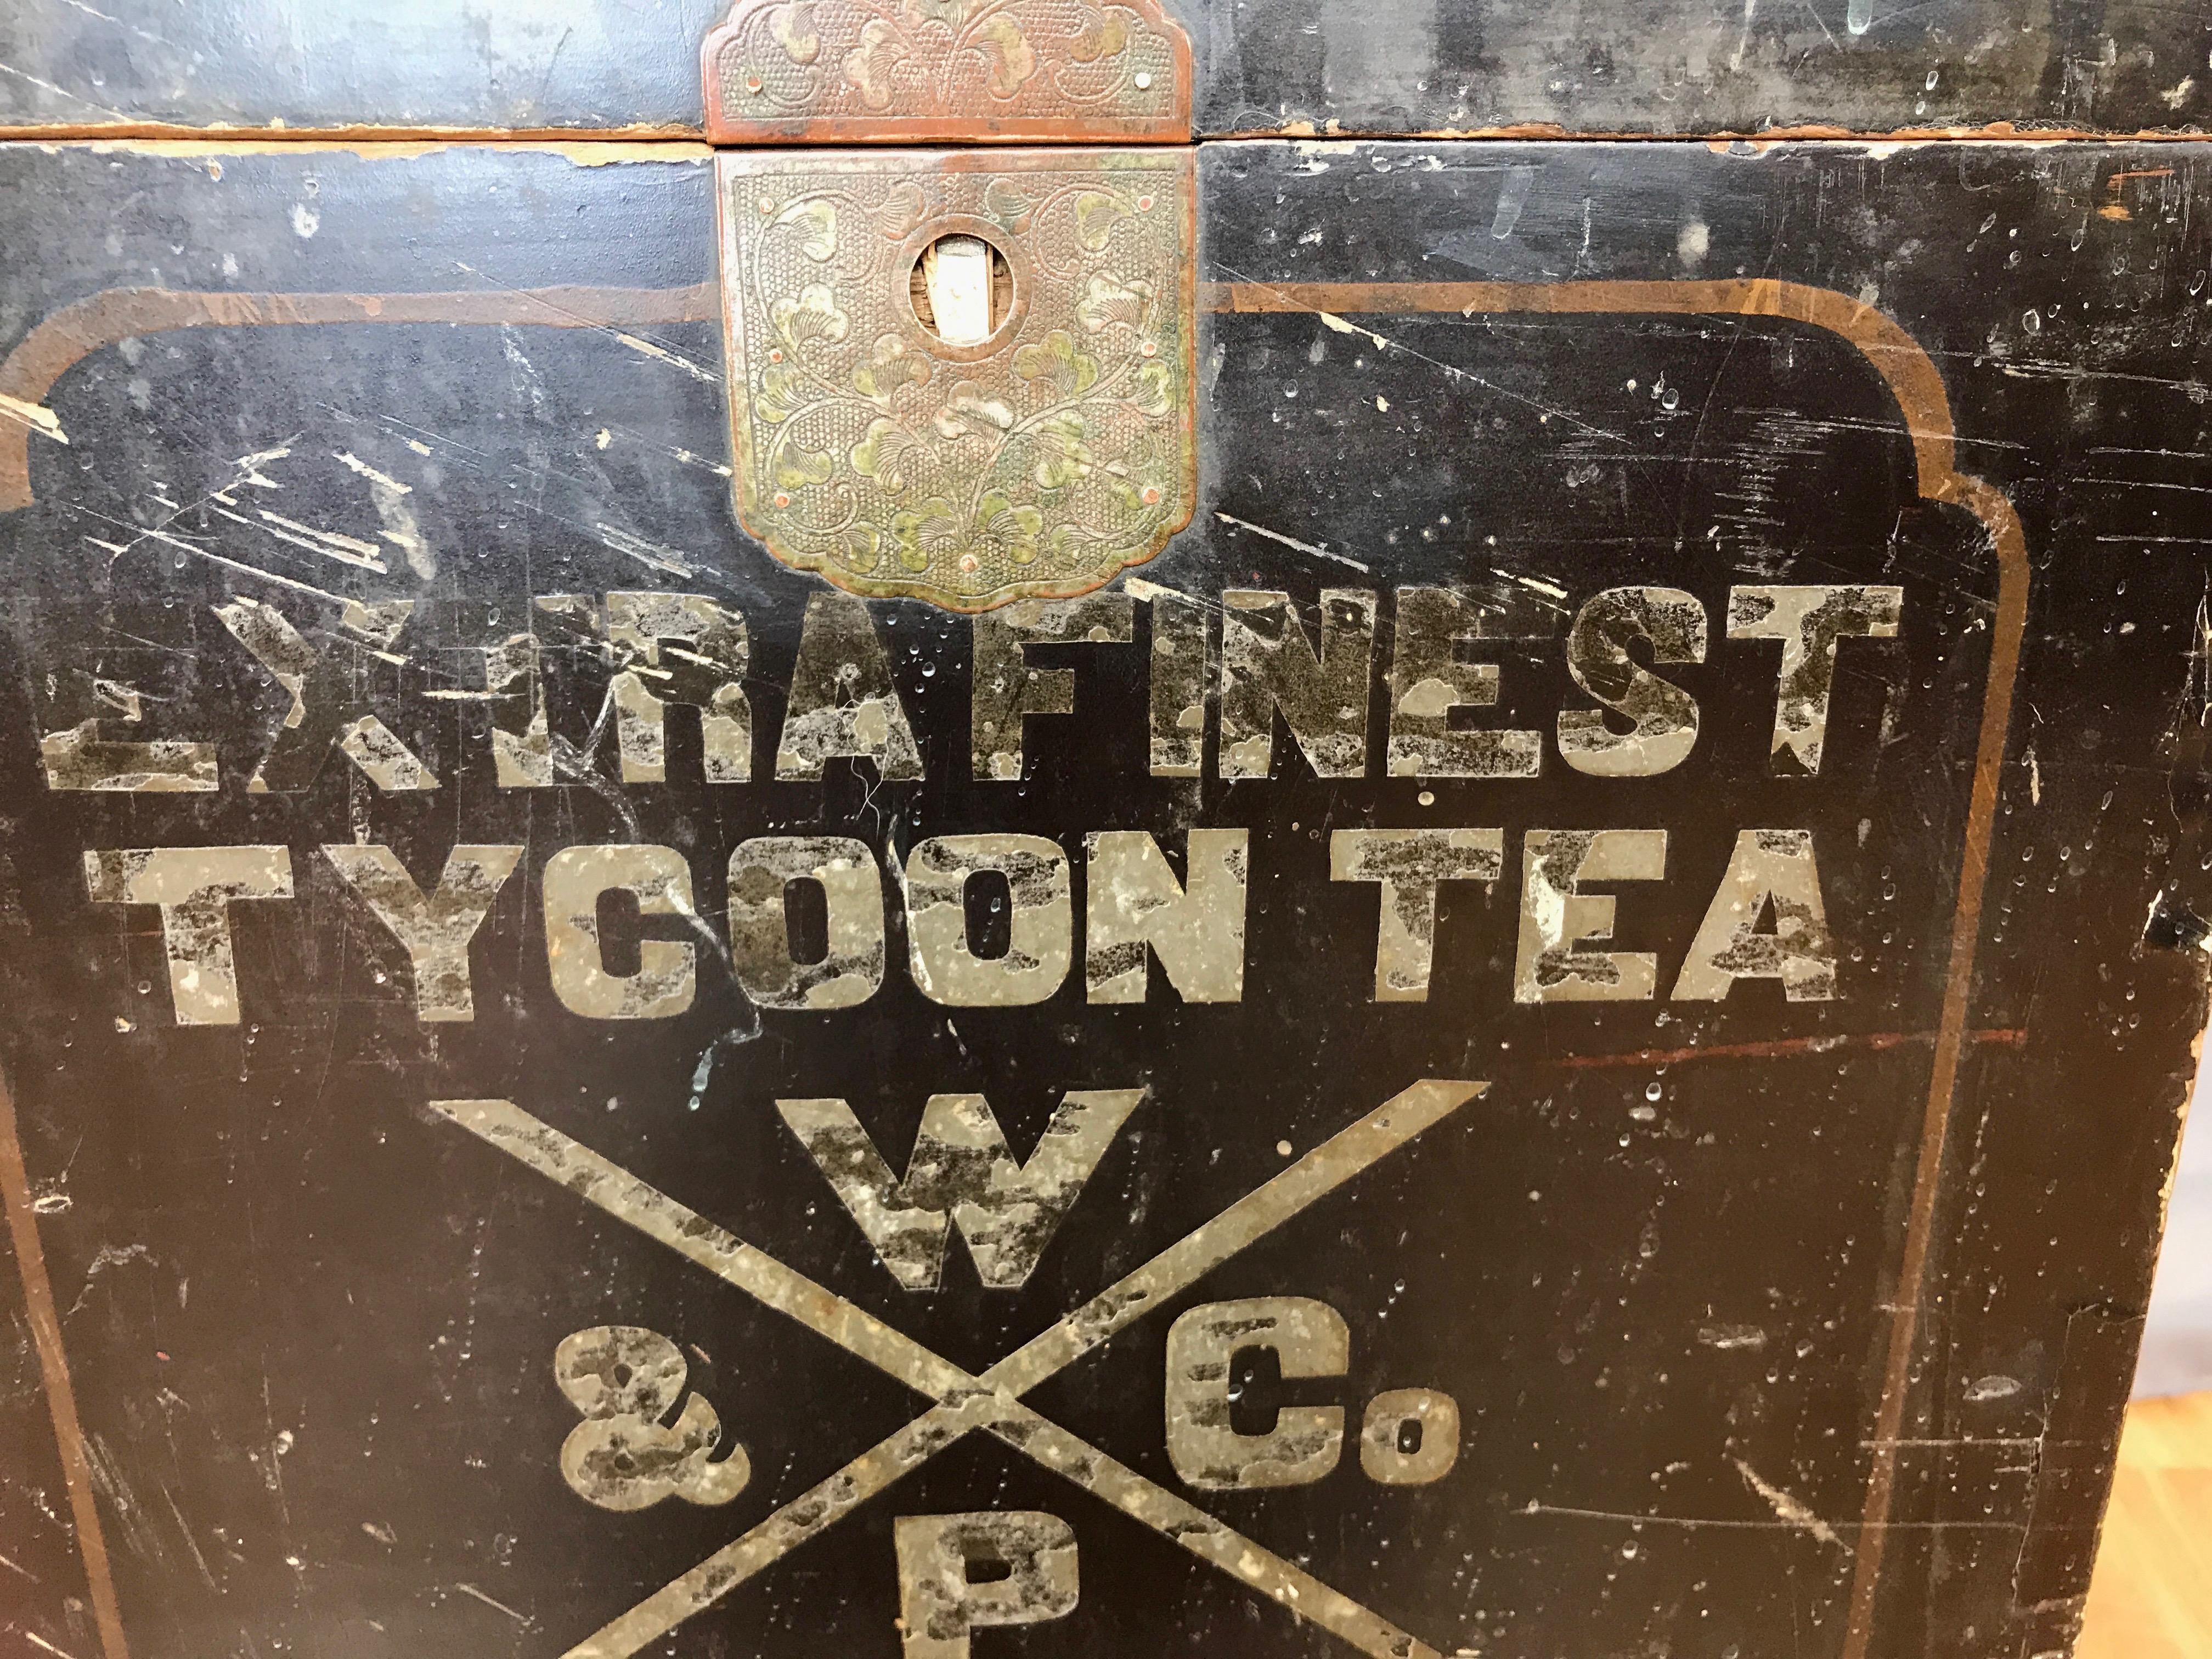 EXTRA FINEST
TYCOON TEA
W
& Co
P